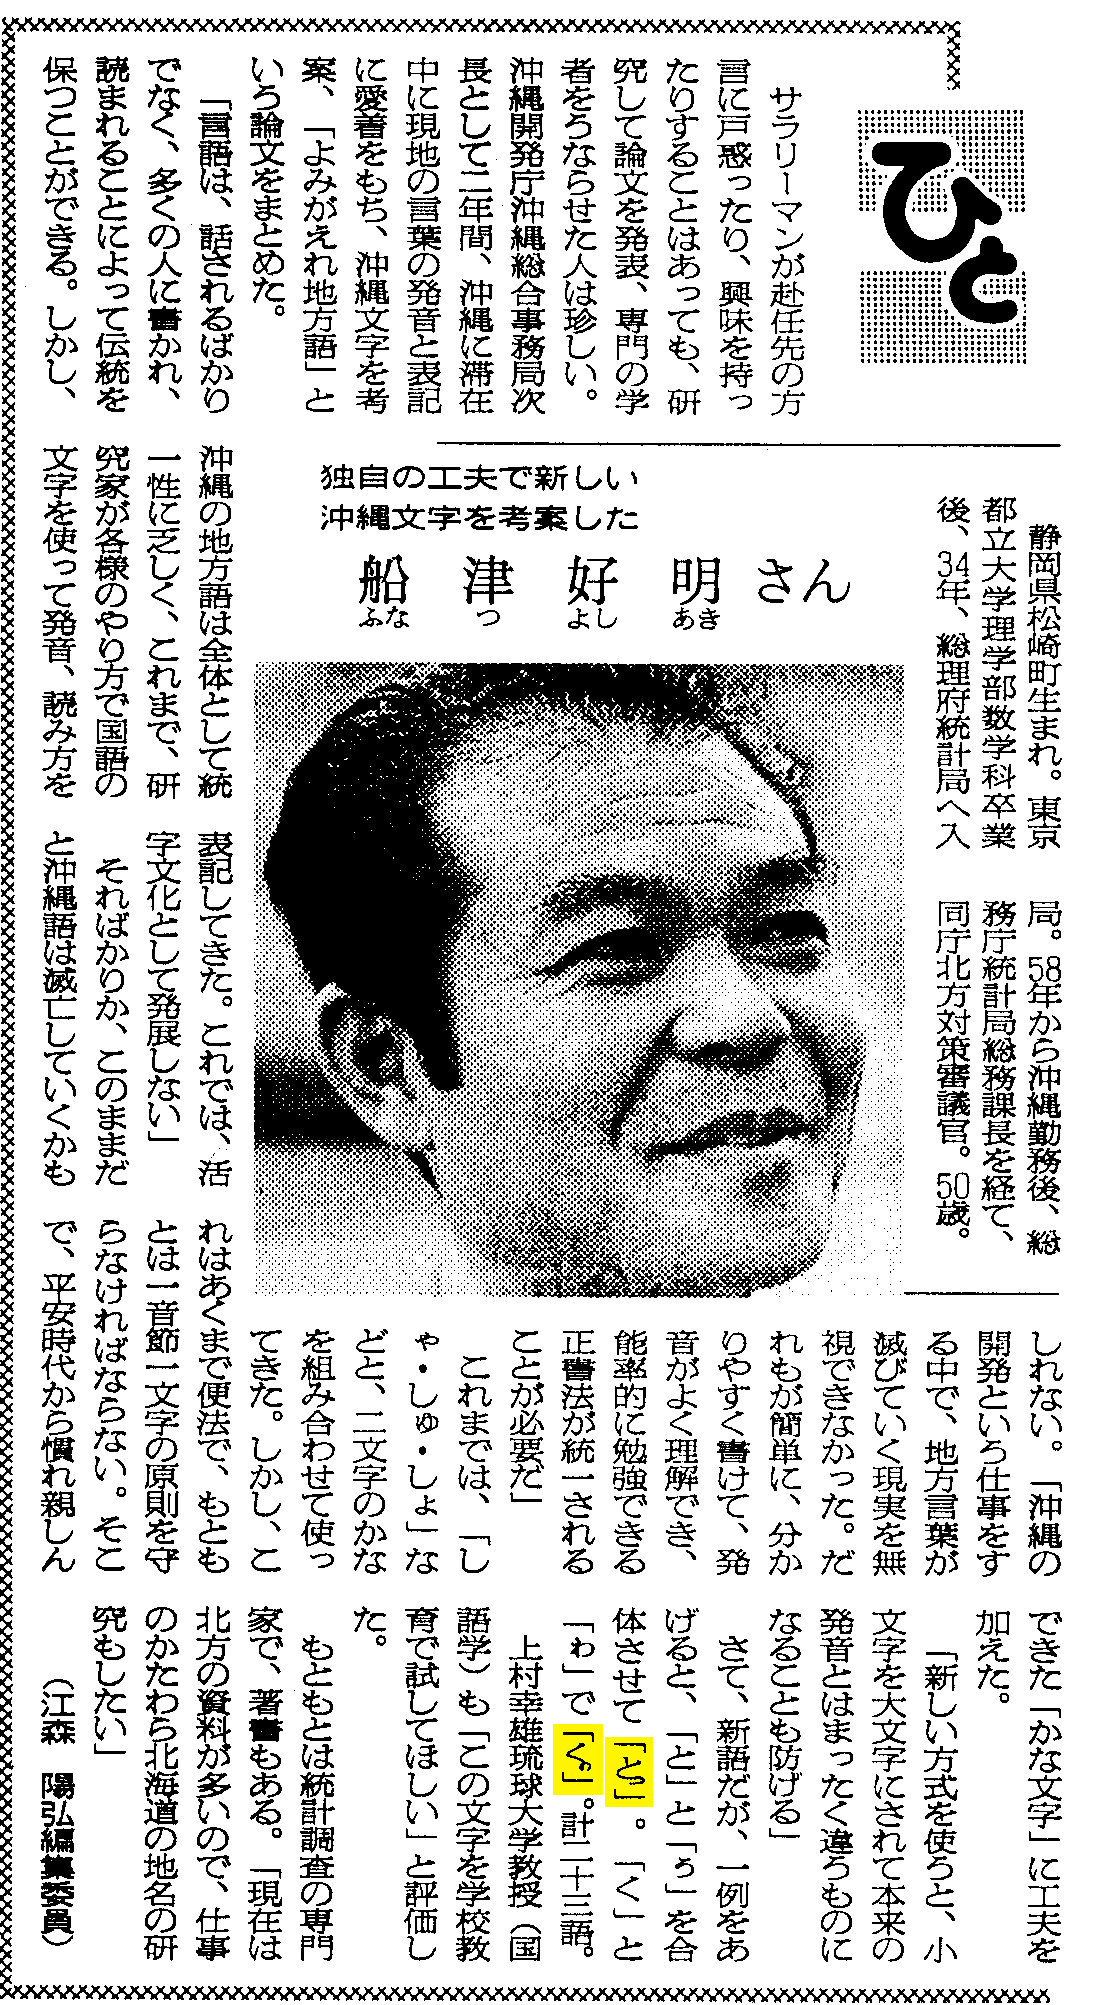 ひと
サラリーマンが赴任先の方
言に戸惑ったり、興味を持っ
たりすることはあっても、研
究して論文を発表、専門の学
者をうならせた人は珍しい。
沖縄開発庁沖縄総合事務局次
長として二年間、沖縄に滞在
中に現地の言葉の発音と表記
に愛着をもち、沖縄文字を考
案、「よみがえれ地方語」と
いう論文をまとめた。
「言語は、話されるばかり
でなく、多くの人に書かれ、
読まれることによって伝統を
保つことができる。しかし、
独自の工夫で新しい
沖縄文字を考案した
船津好明さん
ふなつよしあき
静岡県松崎町生まれ。東京
都立大学理学部数学科卒業
後、34年、総理府統計局へ入
局。58年から沖縄勤務後、総
務庁統計局総務課長を経て、
同庁北方対策審議官。50歳。
沖縄の地方語は全体として統
一性に乏しく、これまで、研
究家が各様のやり方で国語の
文字を使って発音、読み方を
表記してきた。これでは、活
字文化として発展しない」
そればかりか、このままだ
と沖縄語は滅亡していくかも
しれない。「沖縄の
開発という仕事をす
る中で、地方言葉が
滅びていく現実を無
視できなかった。だ
れもが簡単に、分か
りやすく書けて、発
音がよく理解でき、
能率的に勉強できる
正書法が統一される
ことが必要だ」
これまでは、「し
ゃ・しゅ・しょ」な
どと、二文字のかな
を組み合わせて使っ
てきた。しかし、こ
れはあくまで便法で、もとも
とは一音節一文字の原則を守
らなければならない。そこ
で、平安時代から慣れ親しん
できた「かな文字」に工夫を
加えた。
「新しい方式を使うと、小
文字を大文字にされて本来の
発音とはまったく違うものに
なることも防げる」
さて、新語だが、一例をあ
げると、「と」と「ぅ」を合
体させて「」。「く」と
「ゎ」で「」。計二十三語。
上村幸雄琉球大学教授（国
語学）も「この文字を学校教
育で試してほしい」と評価し
た。
もともとは統計調査の専門
家で、著書もある。「現在は
北方の資料が多いので、仕事
のかたわら北海道の地名の研
究もしたい」
（江森　陽弘編集委員）